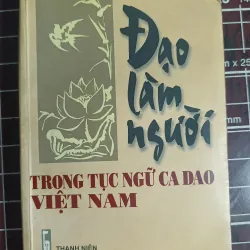 Đạo
làm
người
TRONG TỤC NGỮ CA DAO
VIỆT NAM
THANH NIÊN